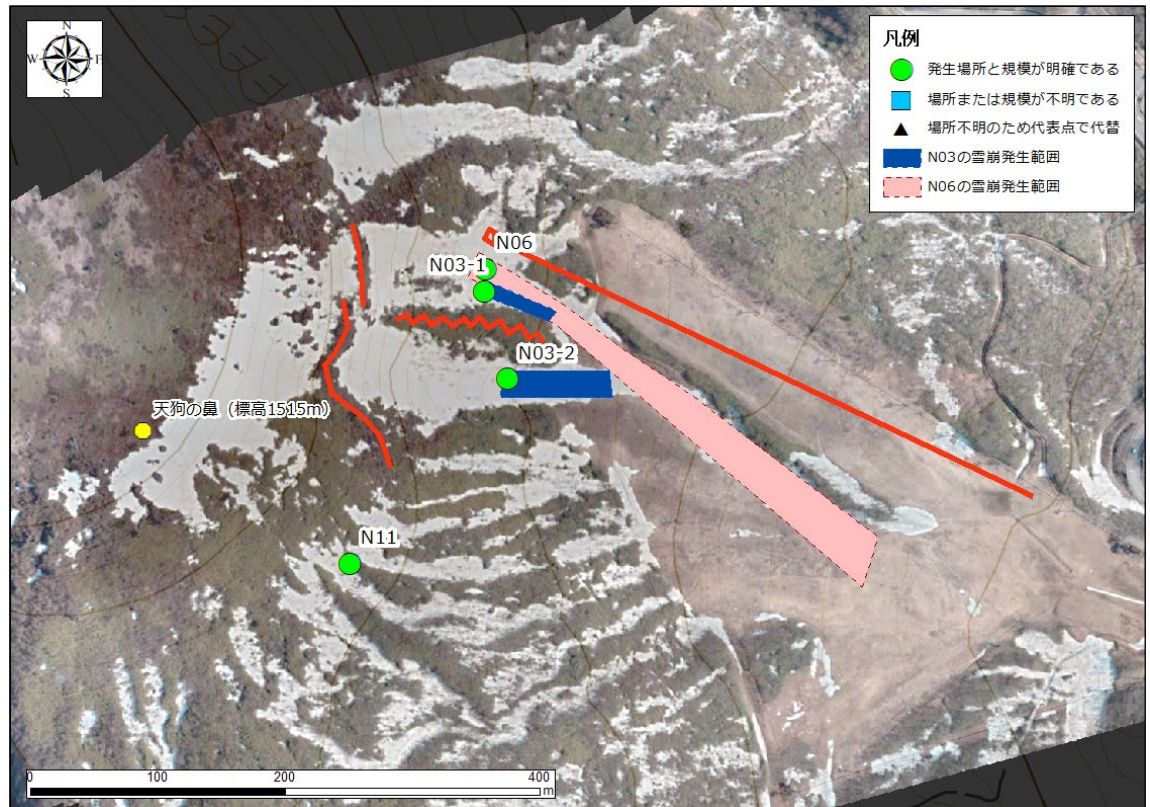 N
W
E
S
凡例
発生場所と規模が明確である
場所または規模が不明である
場所不明のため代表点で代替
N03の雪崩発生範囲
N06の雪崩発生範囲
N06
N03-1
N03-2
天狗の鼻（標高1515m）
N11
0 100 200 400
m